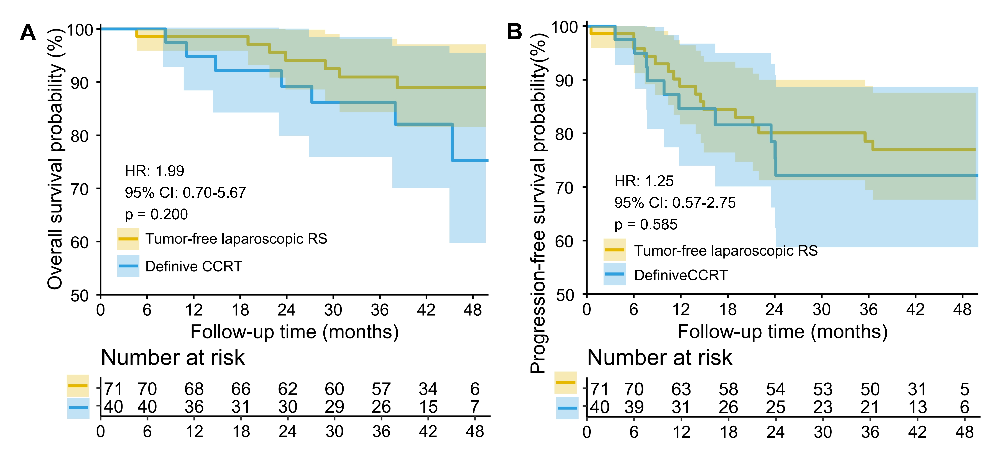 A
Overall survival probability (%)
100
90
80
70
60
50
HR: 1.99
95% CI: 0.70-5.67
p = 0.200
Tumor-free laparoscopic RS
Definive CCRT
0 6 12 18 24 30 36 42 48
Follow-up time (months)
Number at risk
71 70 68 66 62 60 57 34 6
40 40 36 31 30 29 26 15 7
0 6 12 18 24 30 36 42 48
B
Progression-free survival probability(%)
100
90
80
70
60
50
HR: 1.25
95% CI: 0.57-2.75
p = 0.585
Tumor-free laparoscopic RS
DefiniveCCRT
0 6 12 18 24 30 36 42 48
Follow-up time (months)
Number at risk
71 70 63 58 54 53 50 31 5
40 39 31 26 25 23 21 13 6
0 6 12 18 24 30 36 42 48